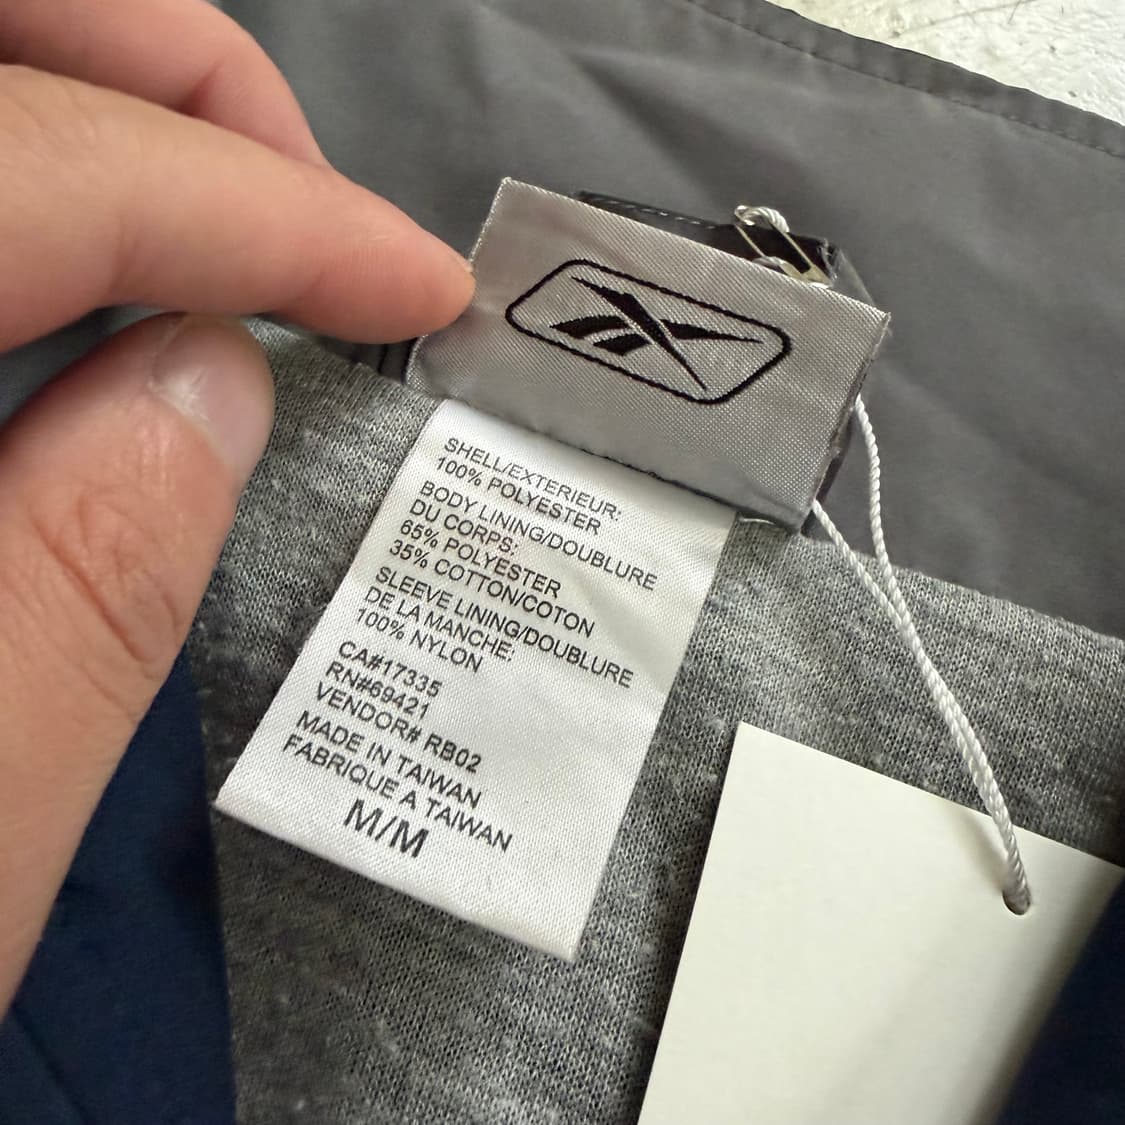 SHELL/EXTERIEUR:
100% POLYESTER
BODY LINING/DOUBLURE
DU CORPS:
65% POLYESTER
35% COTTON/COTON
SLEEVE LINING/DOUBLURE
DE LA MANCHE:
100% NYLON
CA#17335
RN#69421
VENDOR# RB02
MADE IN TAIWAN
FABRIQUE A TAIWAN
M/M